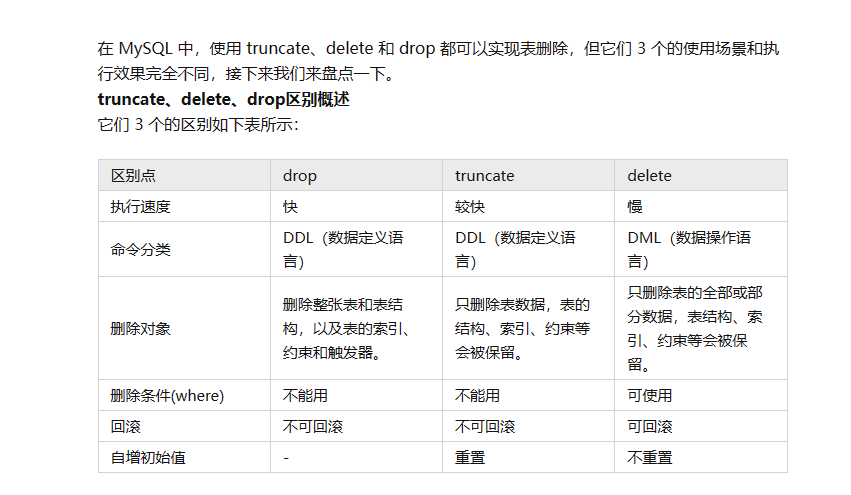 在 MySQL 中，使用 truncate、delete 和 drop 都可以实现表删除，但它们 3 个的使用场景和执
行效果完全不同，接下来我们来盘点一下。
truncate、delete、drop区别概述
它们 3 个的区别如下表所示：
区别点 drop truncate delete
执行速度 快 较快 慢
命令分类 DDL（数据定义语言） DDL（数据定义语言） DML（数据操作语言）
删除对象 删除整张表和表结构，以及表的索引、约束和触发器。 只删除表数据，表的结构、索引、约束等会被保留。 只删除表的全部或部分数据，表结构、索引、约束等会被保留。
删除条件(where) 不能用 不能用 可使用
回滚 不可回滚 不可回滚 可回滚
自增初始值 - 重置 不重置